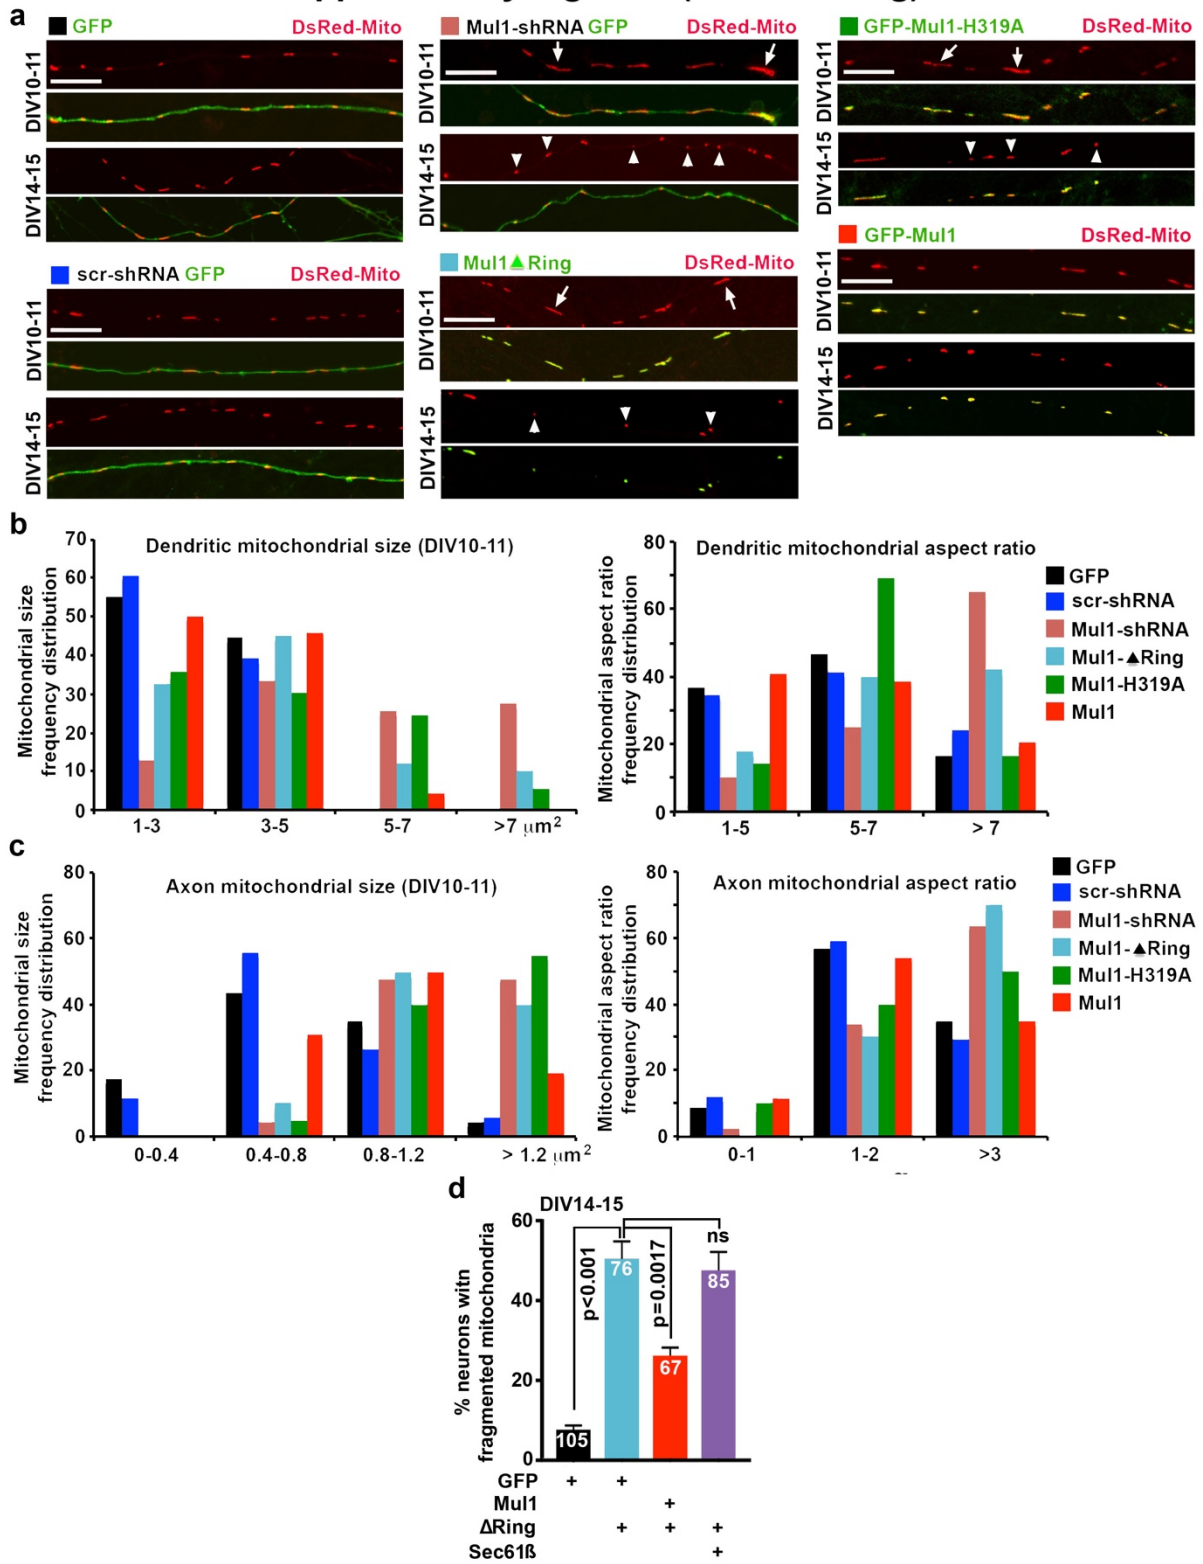 a
GFP DsRed-Mito
DIV10-11
DIV14-15
Mul1-shRNA GFP DsRed-Mito
DIV10-11
DIV14-15
GFP-Mul1-H319A
DIV10-11
DIV14-15
scr-shRNA GFP DsRed-Mito
DIV10-11
DIV14-15
Mul1▲Ring DsRed-Mito
DIV10-11
DIV14-15
GFP-Mul1 DsRed-Mito
DIV10-11
DIV14-15
b
Dendritic mitochondrial size (DIV10-11)
Mitochondrial size
frequency distribution
70
60
50
40
30
20
10
0
1-3 3-5 5-7 >7 µm2
Dendritic mitochondrial aspect ratio
Mitochondrial aspect ratio
frequency distribution
80
60
40
20
0
1-5 5-7 > 7
GFP
scr-shRNA
Mul1-shRNA
Mul1-▲Ring
Mul1-H319A
Mul1
c
Axon mitochondrial size (DIV10-11)
Mitochondrial size
frequency distribution
80
60
40
20
0
0-0.4 0.4-0.8 0.8-1.2 > 1.2 µm2
Axon mitochondrial aspect ratio
Mitochondrial aspect ratio
frequency distribution
80
60
40
20
0
0-1 1-2 >3
GFP
scr-shRNA
Mul1-shRNA
Mul1-▲Ring
Mul1-H319A
Mul1
d
DIV14-15
% neurons witn
fragmented mitochondria
60
40
20
0
p<0.001
p=0.0017
ns
105 76 67 85
GFP + +
Mul1 +
ΔRing + + +
Sec61ß +